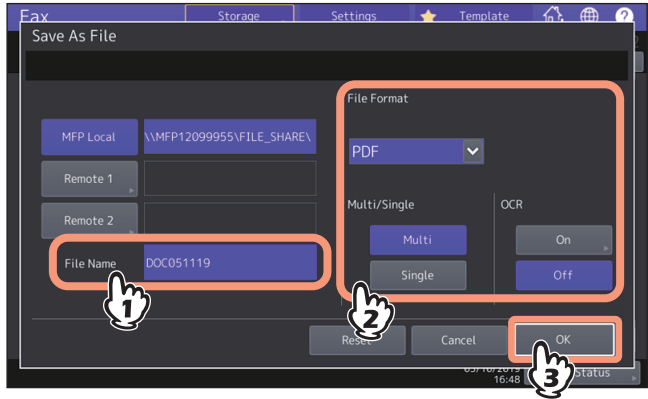 Fax Storage Settings Template ?
Save As File
File Format
MFP Local \\MFP12099955\FILE_SHARE\
PDF
Remote 1
Multi/Single OCR
Remote 2
Multi On
File Name DOC051119
Single Off
1
2
Reset Cancel OK
3
16:48 Status